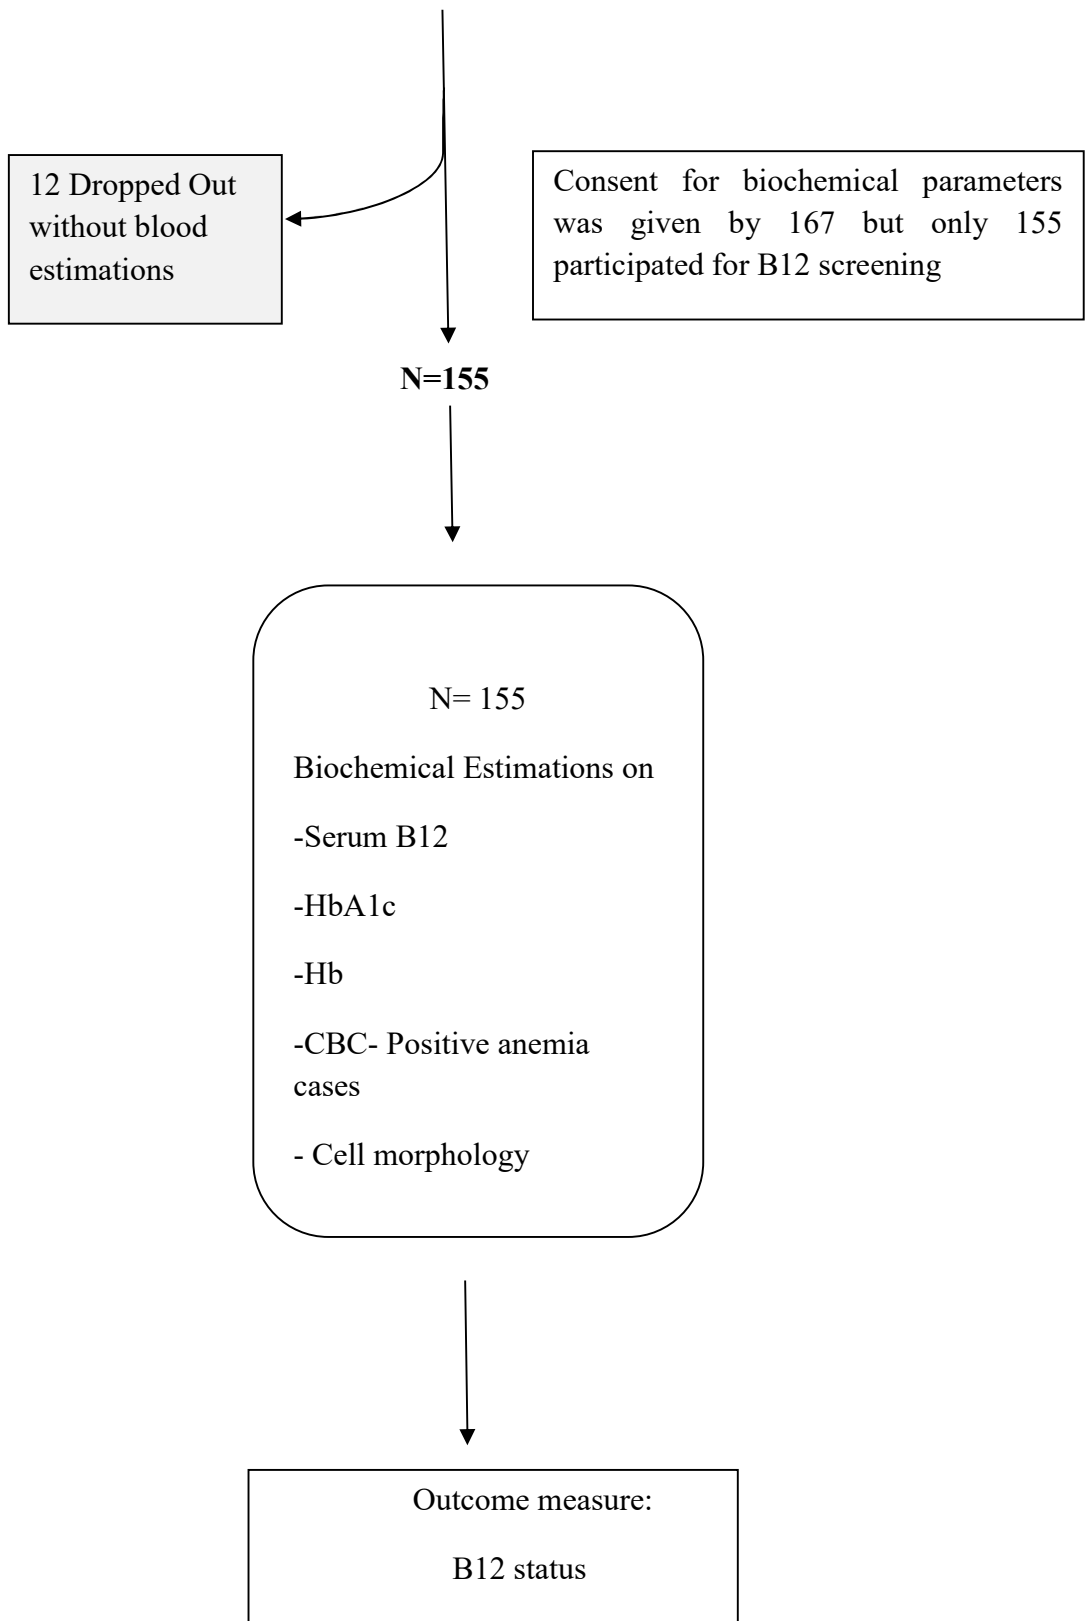 12 Dropped Out
without blood
estimations
Consent for biochemical parameters
was given by 167 but only 155
participated for B12 screening
N=155
N= 155
Biochemical Estimations on
-Serum B12
-HbA1c
-Hb
-CBC- Positive anemia
cases
- Cell morphology
Outcome measure:
B12 status